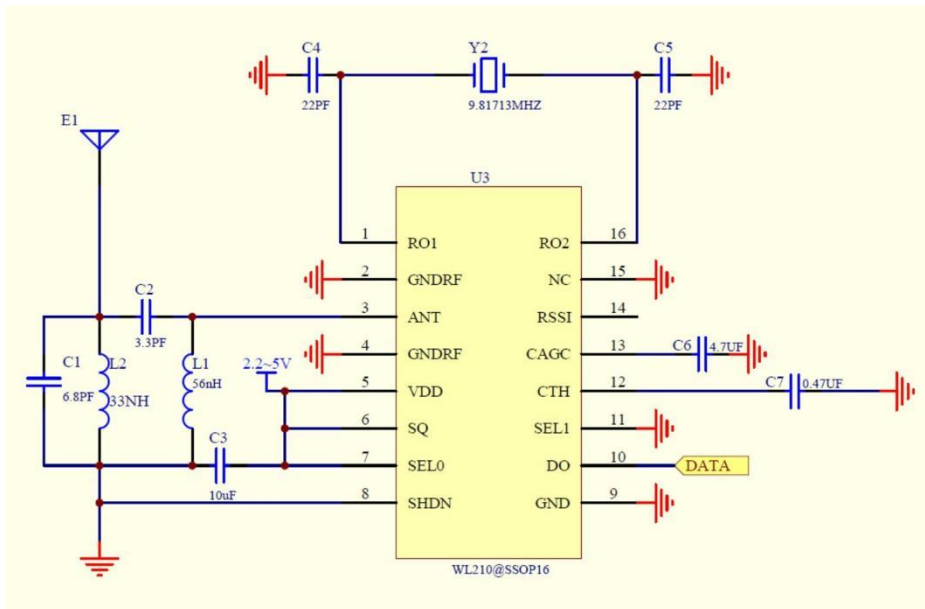 C4
Y2
C5
22PF
9.81713MHZ
22PF
E1
U3
1
RO1
RO2
16
2
GNDRF
NC
15
C2
3
ANT
RSSI
14
3.3PF
C1
L2
L1
4
GNDRF
CAGC
13
C6
4.7UF
6.8PF
33NH
56nH
2.2~5V
5
VDD
CTH
12
C7
0.47UF
6
SQ
SEL1
11
C3
7
SEL0
DO
10
DATA
10uF
8
SHDN
GND
9
WL210@SSOP16